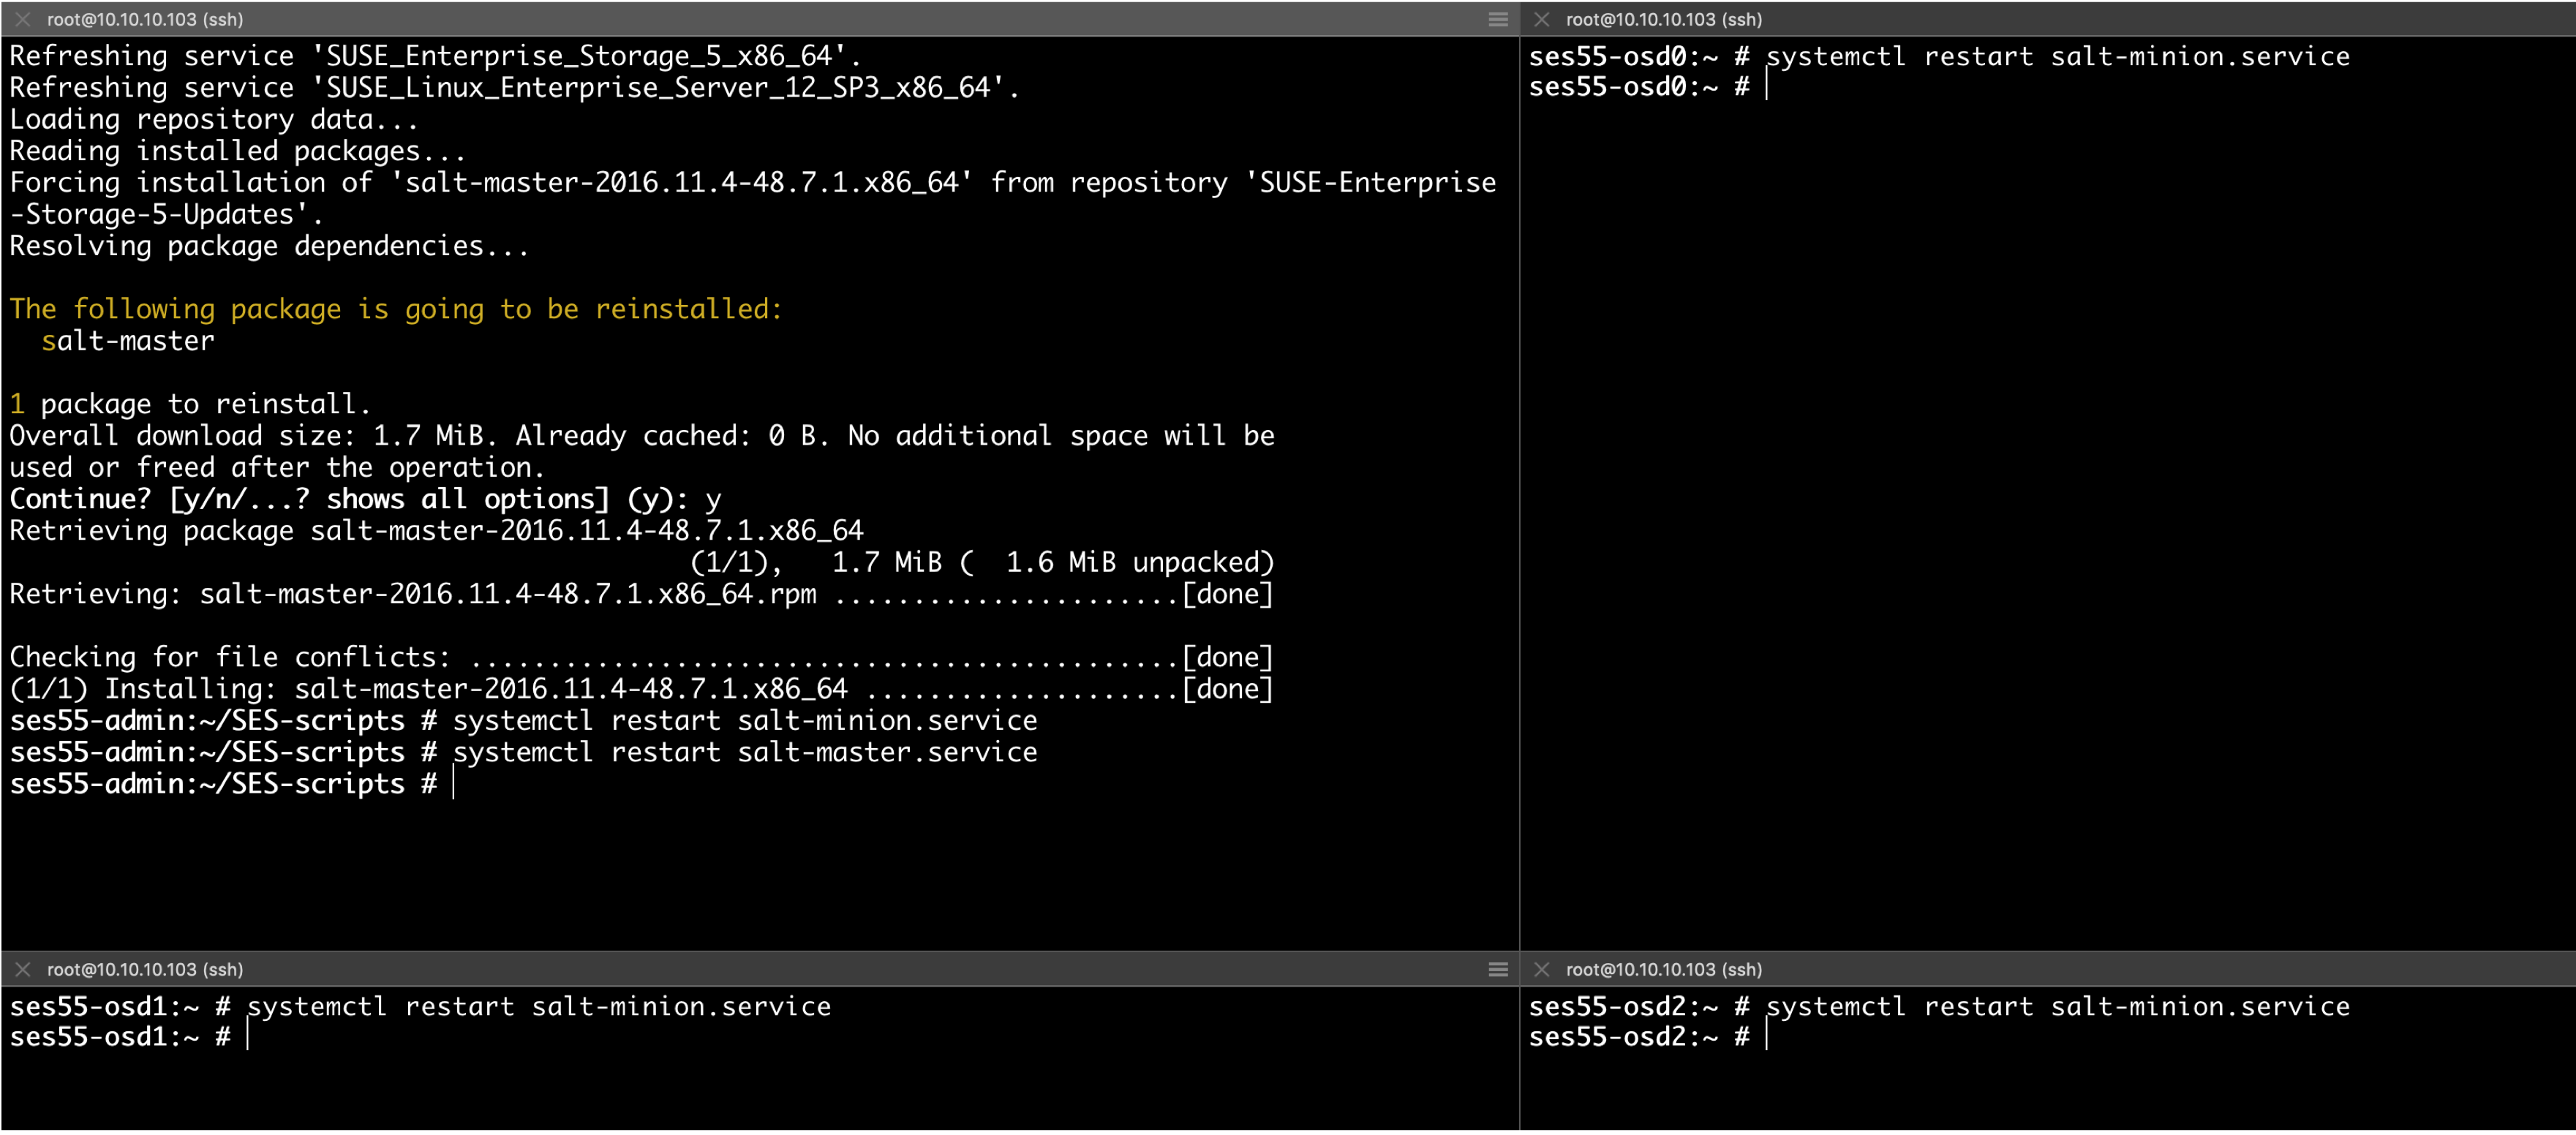 root@10.10.10.103 (ssh)
Refreshing service 'SUSE_Enterprise_Storage_5_x86_64'.
Refreshing service 'SUSE_Linux_Enterprise_Server_12_SP3_x86_64'.
Loading repository data...
Reading installed packages...
Forcing installation of 'salt-master-2016.11.4-48.7.1.x86_64' from repository 'SUSE-Enterprise
-Storage-5-Updates'.
Resolving package dependencies...
The following package is going to be reinstalled:
salt-master
1 package to reinstall.
Overall download size: 1.7 MiB. Already cached: 0 B. No additional space will be
used or freed after the operation.
Continue? [y/n/...? shows all options] (y): y
Retrieving package salt-master-2016.11.4-48.7.1.x86_64
(1/1),   1.7 MiB (  1.6 MiB unpacked)
Retrieving: salt-master-2016.11.4-48.7.1.x86_64.rpm ......................[done]
Checking for file conflicts: .............................................[done]
(1/1) Installing: salt-master-2016.11.4-48.7.1.x86_64 ....................[done]
ses55-admin:~/SES-scripts # systemctl restart salt-minion.service
ses55-admin:~/SES-scripts # systemctl restart salt-master.service
ses55-admin:~/SES-scripts #
root@10.10.10.103 (ssh)
ses55-osd0:~ # systemctl restart salt-minion.service
ses55-osd0:~ #
root@10.10.10.103 (ssh)
ses55-osd1:~ # systemctl restart salt-minion.service
ses55-osd1:~ #
root@10.10.10.103 (ssh)
ses55-osd2:~ # systemctl restart salt-minion.service
ses55-osd2:~ #